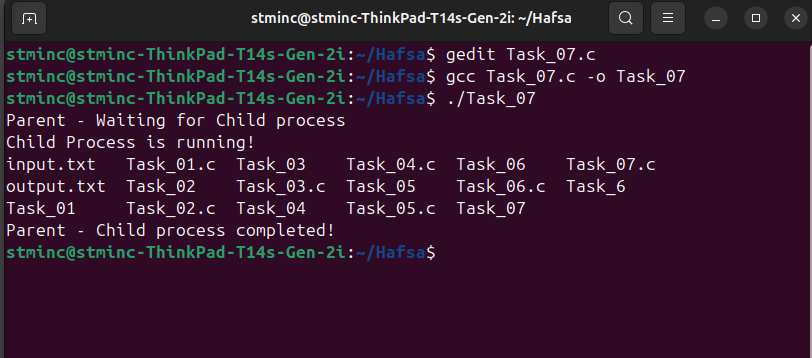 stminc@stminc-ThinkPad-T14s-Gen-2i: ~/Hafsa
stminc@stminc-ThinkPad-T14s-Gen-2i:~/Hafsa$ gedit Task_07.c
stminc@stminc-ThinkPad-T14s-Gen-2i:~/Hafsa$ gcc Task_07.c -o Task_07
stminc@stminc-ThinkPad-T14s-Gen-2i:~/Hafsa$ ./Task_07
Parent - Waiting for Child process
Child Process is running!
input.txt   Task_01.c  Task_03    Task_04.c  Task_06    Task_07.c
output.txt  Task_02    Task_03.c  Task_05    Task_06.c  Task_6
Task_01     Task_02.c  Task_04    Task_05.c  Task_07
Parent - Child process completed!
stminc@stminc-ThinkPad-T14s-Gen-2i:~/Hafsa$